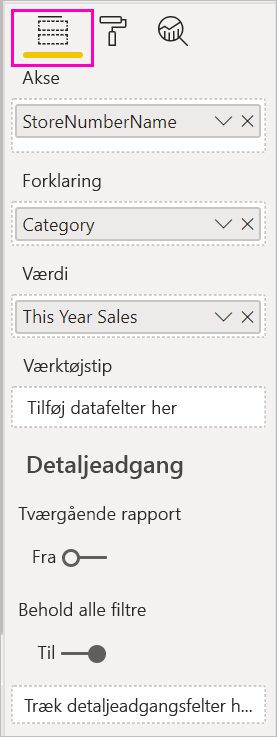 Akse
StoreNumberName
Forklaring
Category
Værdi
This Year Sales
Værktøjstip
Tilføj datafelter her
Detaljeadgang
Tværgående rapport
Fra
Behold alle filtre
Til
Træk detaljeadgangsfelter h...